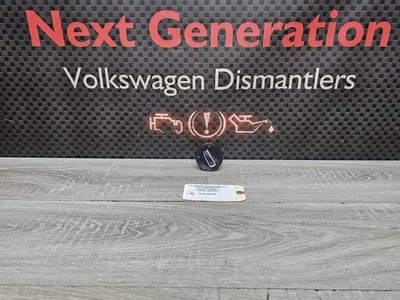 Next Generation
Volkswagen Dismantlers